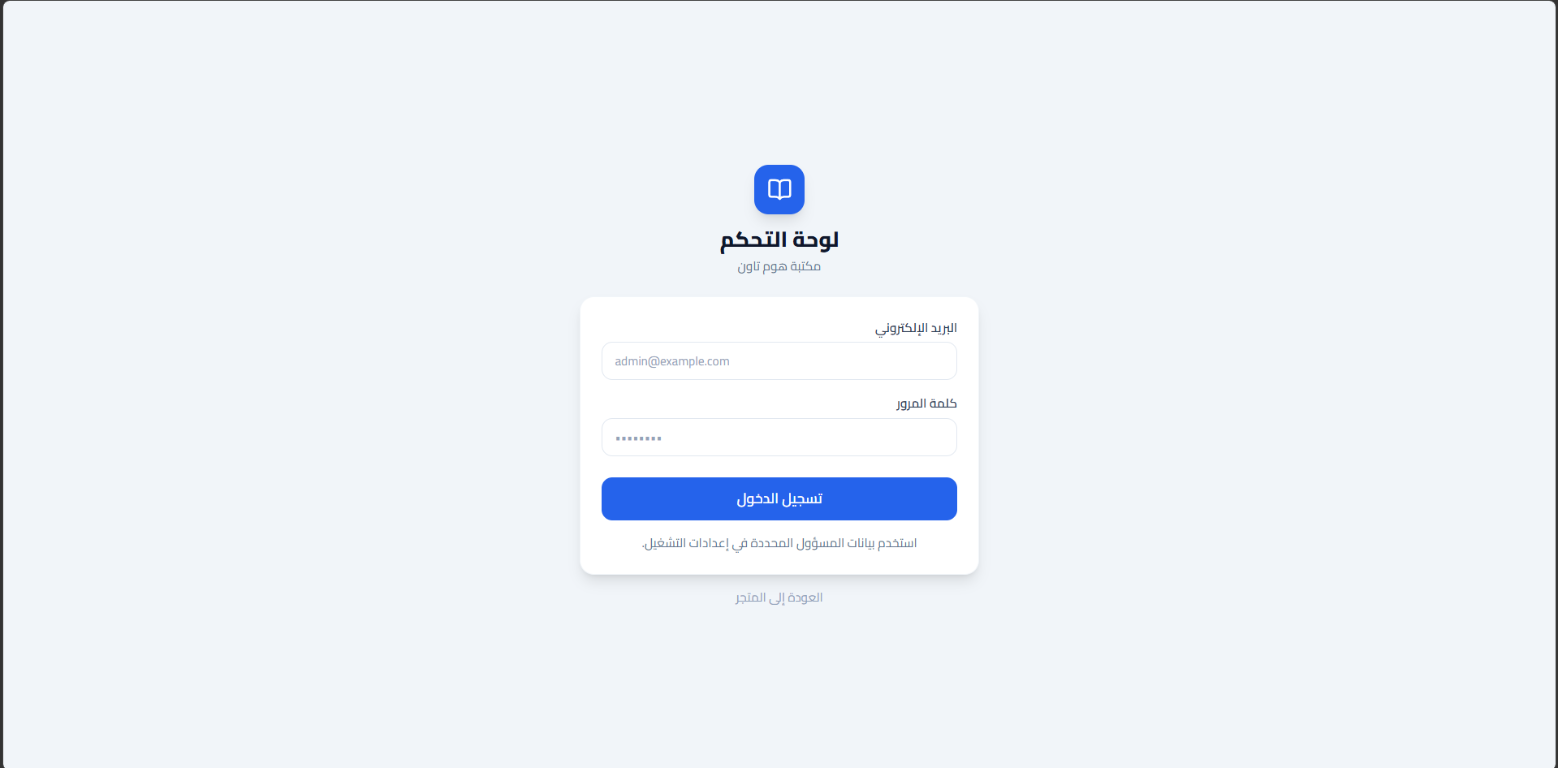 لوحة التحكم
مكتبة هوم تاون
البريد الإلكتروني
admin@example.com
كلمة المرور
••••••••
تسجيل الدخول
استخدم بيانات المسؤول المحددة في إعدادات التشغيل.
العودة إلى المتجر